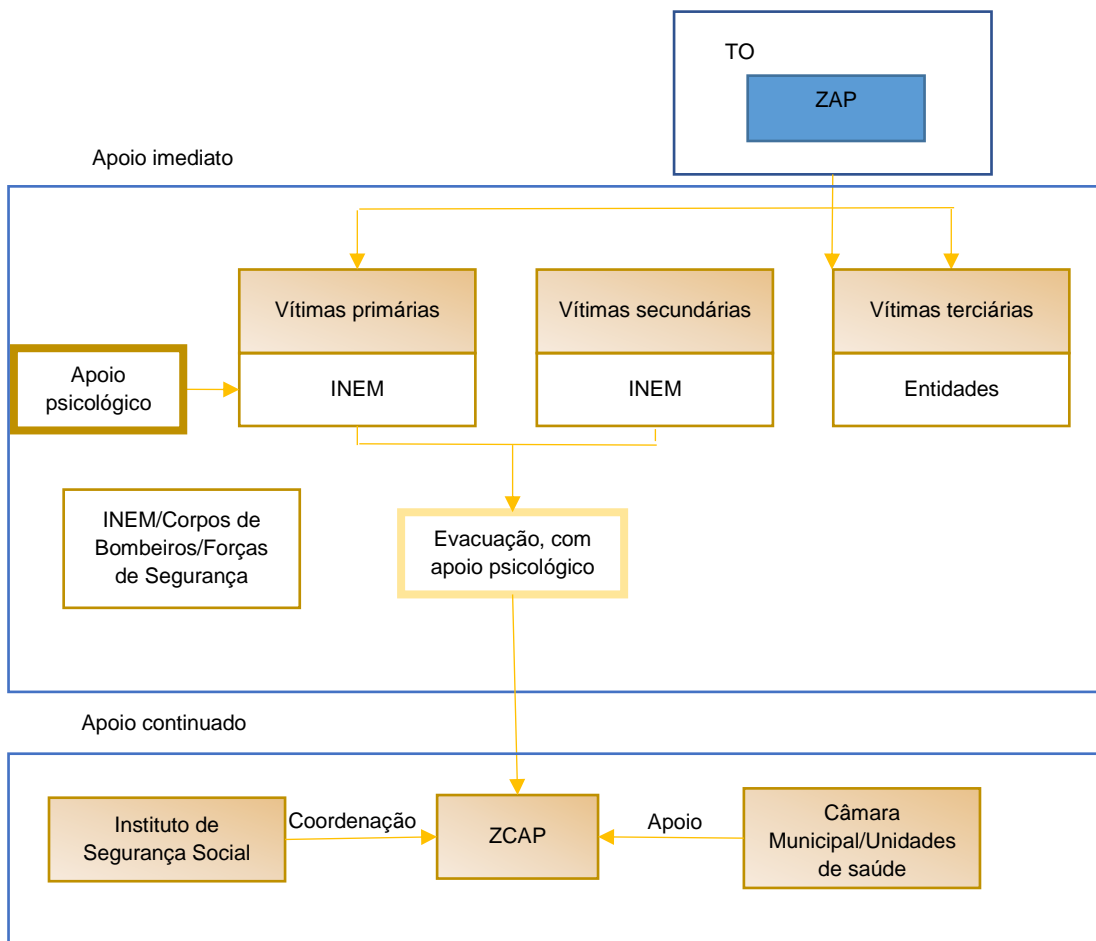 TO
ZAP
Apoio imediato
Vítimas primárias
Vítimas secundárias
Vítimas terciárias
Apoio
psicológico
INEM
INEM
Entidades
INEM/Corpos de
Bombeiros/Forças
de Segurança
Evacuação, com
apoio psicológico
Apoio continuado
Instituto de
Segurança Social
Coordenação
ZCAP
Apoio
Câmara
Municipal/Unidades
de saúde